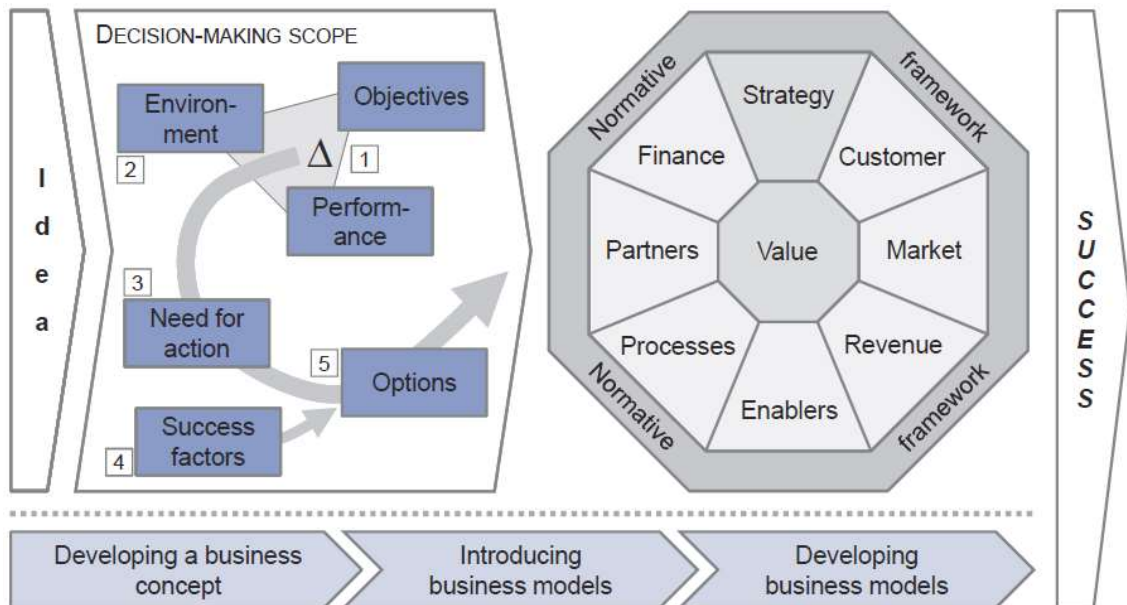 Idea
DECISION-MAKING SCOPE
Environ-
ment
2
Objectives
Δ
1
Perform-
ance
3
Need for
action
5
Options
Success
factors
4
Normative
framework
Strategy
Finance
Customer
Partners
Value
Market
Processes
Revenue
Enablers
Normative
framework
SUCCESS
Developing a business
concept
Introducing
business models
Developing
business models